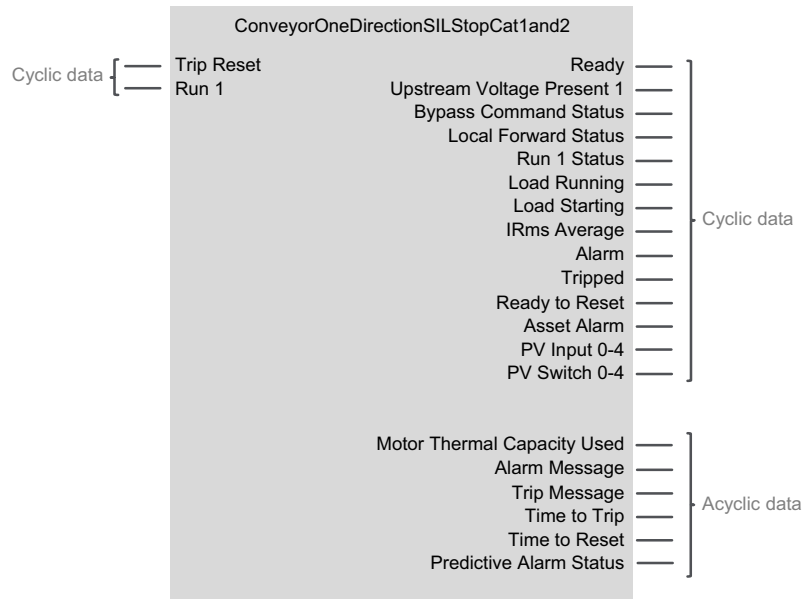 ConveyorOneDirectionSILStopCat1and2
Cyclic data
Trip Reset
Run 1
Ready
Upstream Voltage Present 1
Bypass Command Status
Local Forward Status
Run 1 Status
Load Running
Load Starting
IRms Average
Alarm
Tripped
Ready to Reset
Asset Alarm
PV Input 0-4
PV Switch 0-4
Cyclic data
Motor Thermal Capacity Used
Alarm Message
Trip Message
Time to Trip
Time to Reset
Predictive Alarm Status
Acyclic data